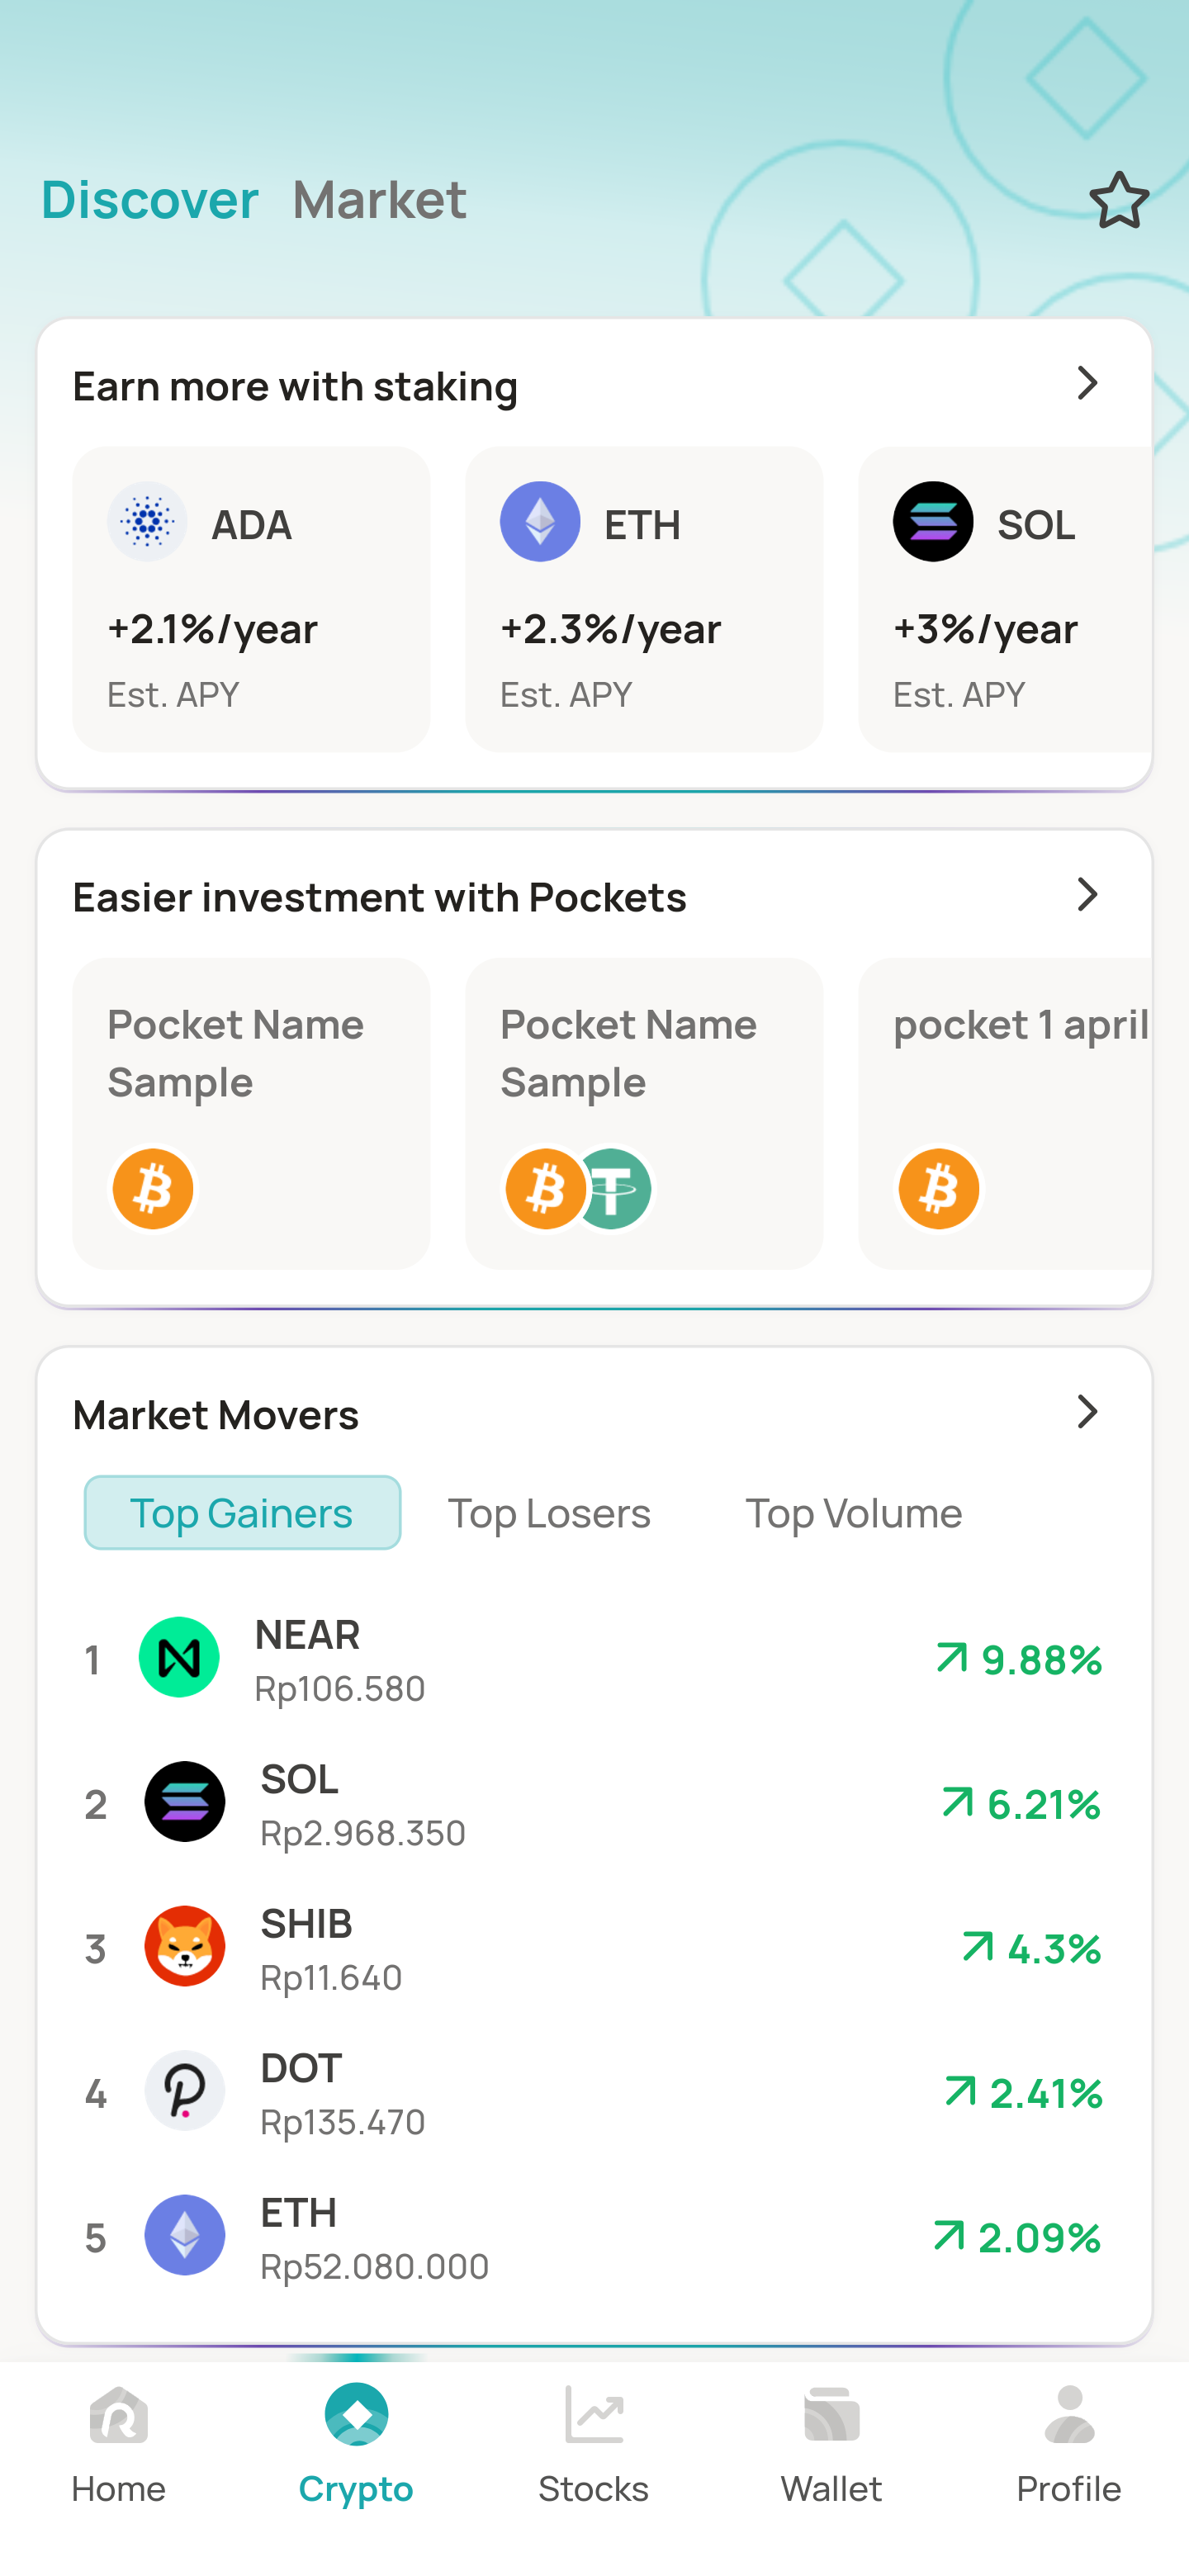 Discover Market
Earn more with staking
ADA ETH SOL
+2.1%/year +2.3%/year +3%/year
Est. APY Est. APY Est. APY
Easier investment with Pockets
Pocket Name Pocket Name pocket 1 april
Sample Sample
Market Movers
Top Gainers Top Losers Top Volume
1 NEAR 9.88%
Rp106.580
2 SOL 6.21%
Rp2.968.350
3 SHIB 4.3%
Rp11.640
4 DOT 2.41%
Rp135.470
5 ETH 2.09%
Rp52.080.000
Home Crypto Stocks Wallet Profile